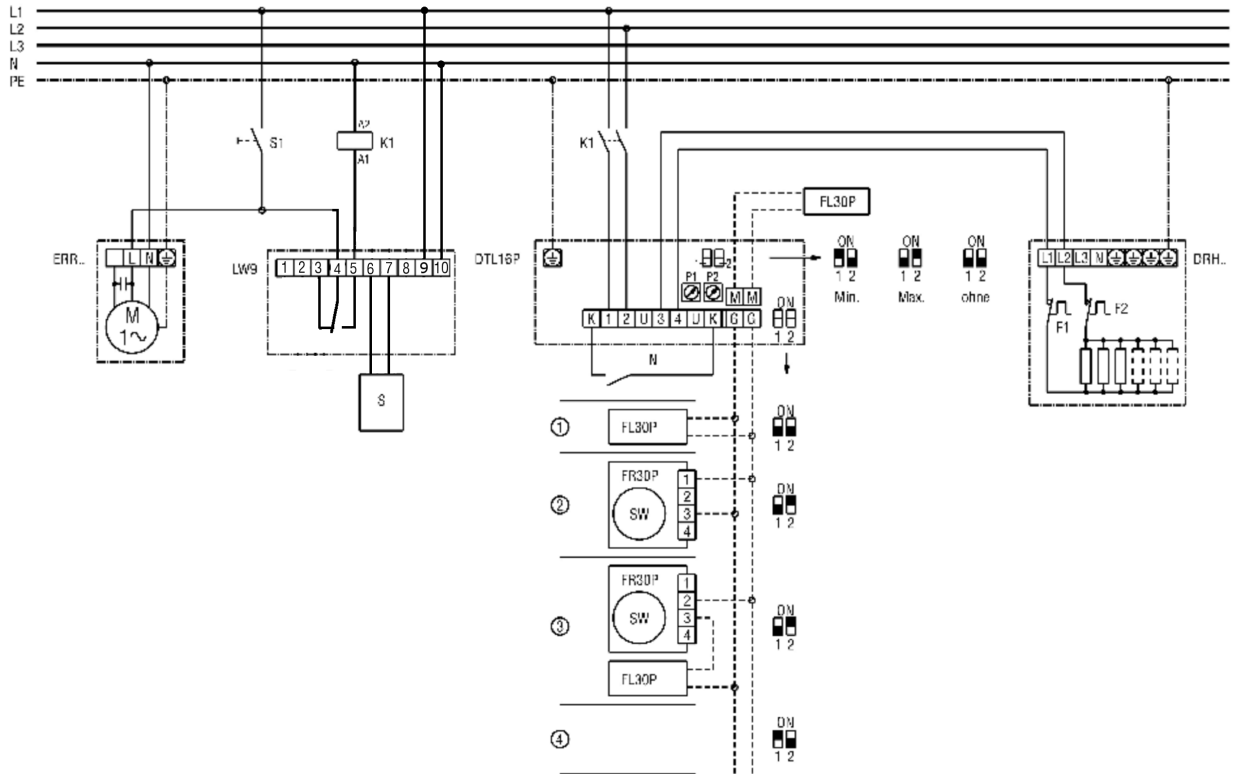 L1
L2
L3
N
PE
S1
A2
K1
A1
K1
FL30P
ERR..
L N
M
1~
LW9
1 2 3 4 5 6 7 8 9 10
S
DTL16P
2
P1 P2
M M
K 1 2 U 3 4 U K G G
ON
1 2
N
ON
1 2
Min.
ON
1 2
Max.
ON
1 2
ohne
L1 L2 L3 N
DRH..
F1
F2
1
FL30P
ON
1 2
2
FR30P
SW
1
2
3
4
ON
1 2
3
FR30P
SW
1
2
3
4
FL30P
ON
1 2
4
ON
1 2